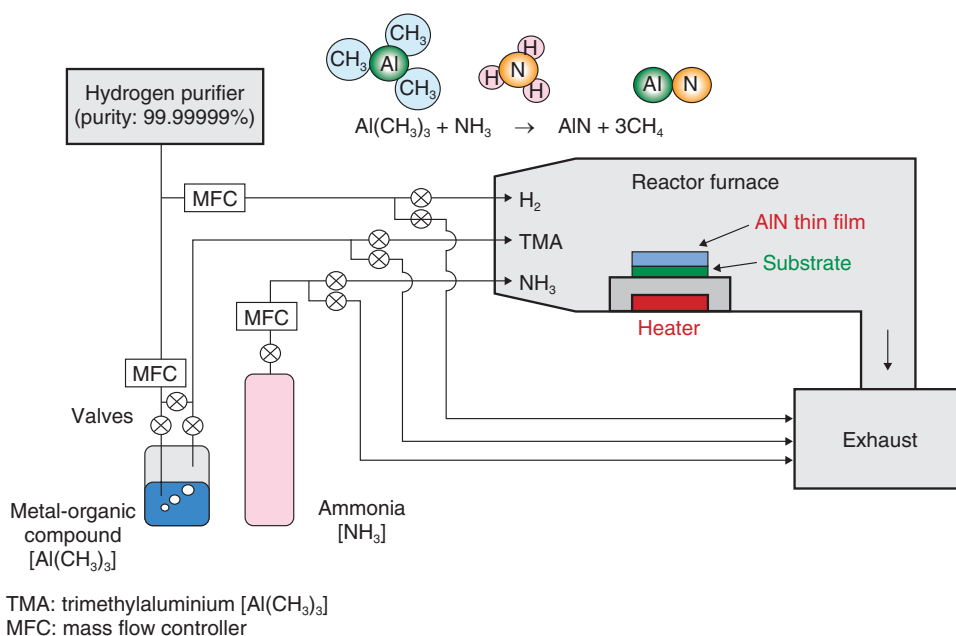 CH₃
CH₃
Al
CH₃
H
N
H
H
Al
N
Al(CH₃)₃ + NH₃ → AlN + 3CH₄
Hydrogen purifier
(purity: 99.99999%)
MFC
H₂
TMA
NH₃
Reactor furnace
AlN thin film
Substrate
Heater
MFC
MFC
Valves
Exhaust
Metal-organic
compound
[Al(CH₃)₃]
Ammonia
[NH₃]
TMA: trimethylaluminium [Al(CH₃)₃]
MFC: mass flow controller